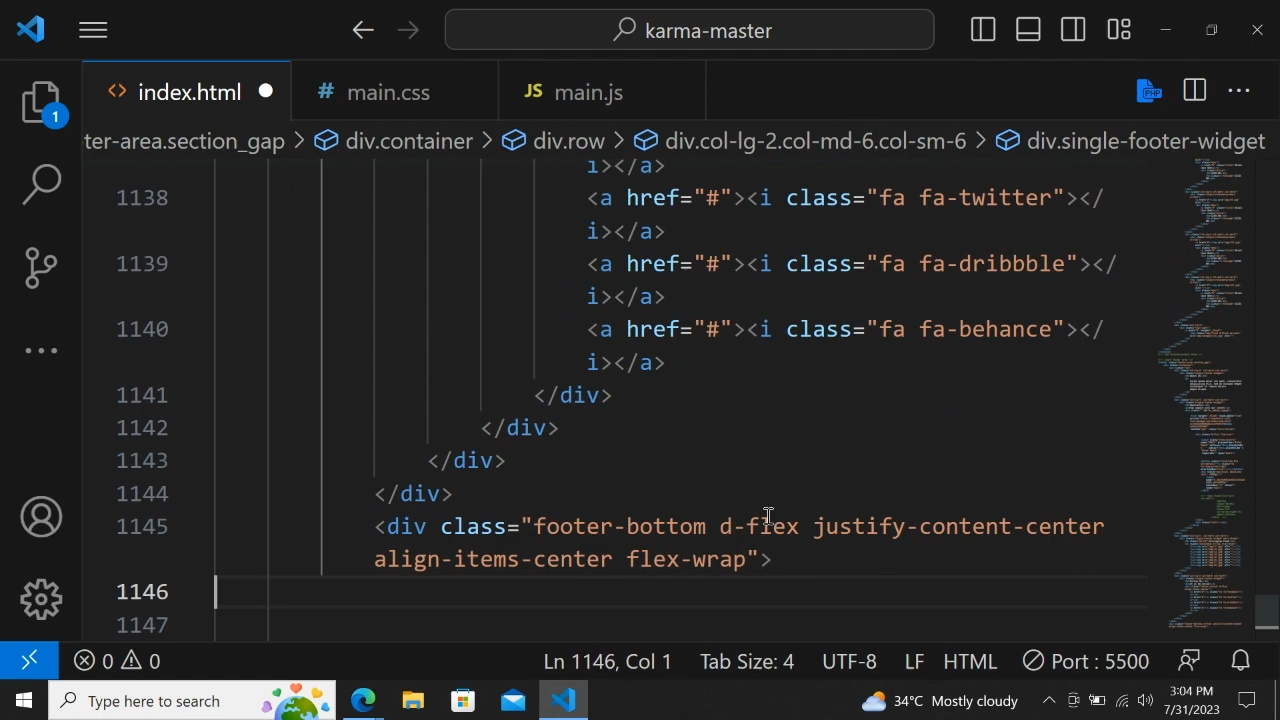 karma-master
index.html
# main.css
JS main.js
PHP
1
ter-area.section_gap > div.container > div.row > div.col-lg-2.col-md-6.col-sm-6 > div.single-footer-widget
i></a>
1138 <a href="#"><i class="fa fa-twitter"></
i></a>
1139 <a href="#"><i class="fa fa-dribbble"></
i></a>
1140 <a href="#"><i class="fa fa-behance"></
i></a>
1141 </div>
1142 </div>
1143 </div>
1144 </div>
1145 <div class="footer-bottom d-flex justify-content-center
align-items-center flex-wrap">
1146
1147
0 0 Ln 1146, Col 1 Tab Size: 4 UTF-8 LF HTML Port : 5500
Type here to search
34°C Mostly cloudy
3:04 PM
7/31/2023